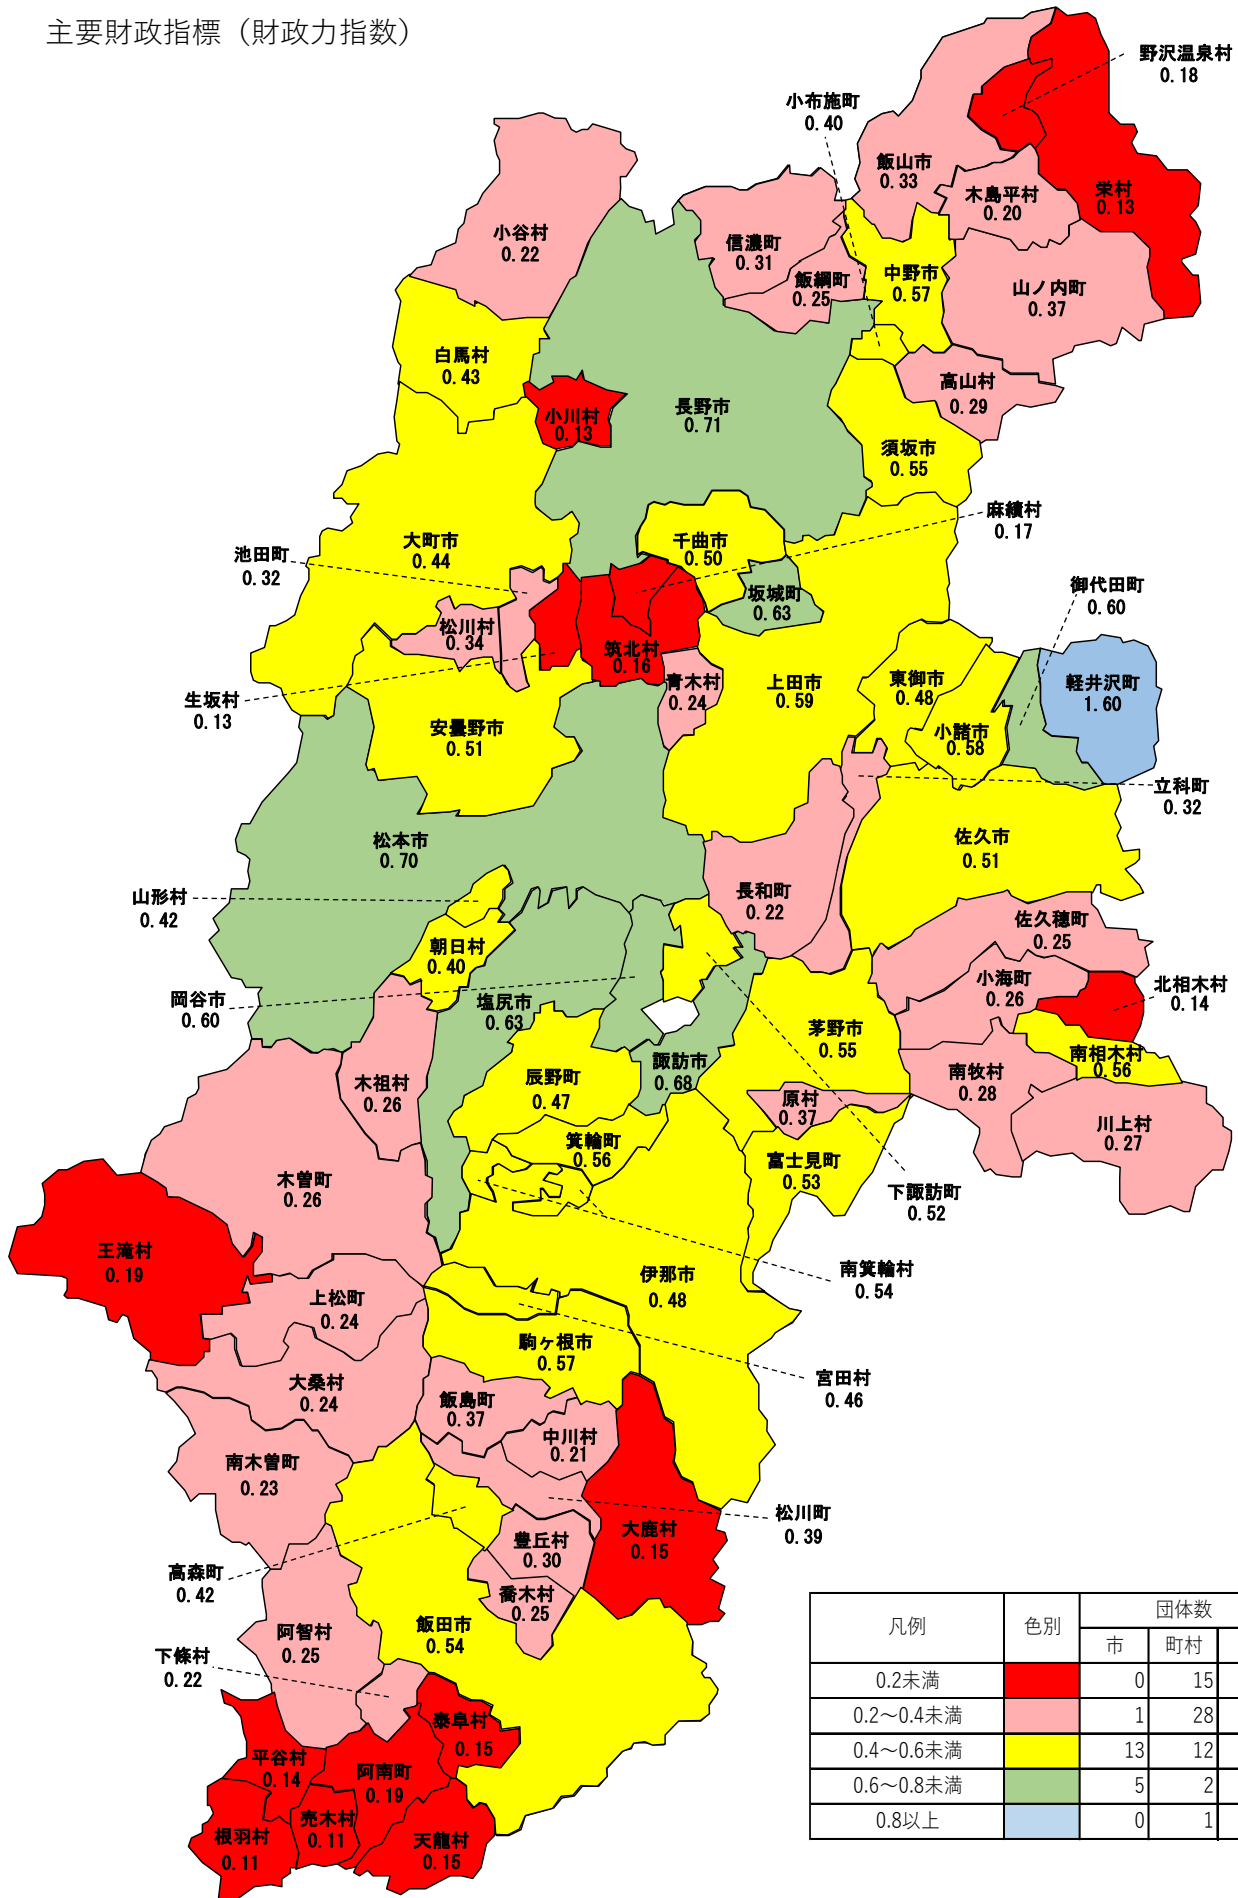 主要財政指標（財政力指数）
野沢温泉村
0.18
小布施町
0.40
飯山市
0.33
木島平村
0.20
栄村
0.13
小谷村
0.22
信濃町
0.31
飯綱町
0.25
中野市
0.57
山ノ内町
0.37
白馬村
0.43
高山村
0.29
小川村
0.13
長野市
0.71
須坂市
0.55
麻績村
0.17
大町市
0.44
池田町
0.32
千曲市
0.50
坂城町
0.63
御代田町
0.60
松川村
0.34
筑北村
0.16
青木村
0.24
上田市
0.59
東御市
0.48
軽井沢町
1.60
生坂村
0.13
安曇野市
0.51
小諸市
0.58
立科町
0.32
松本市
0.70
佐久市
0.51
山形村
0.42
長和町
0.22
佐久穂町
0.25
朝日村
0.40
小海町
0.26
北相木村
0.14
岡谷市
0.60
塩尻市
0.63
茅野市
0.55
南相木村
0.56
諏訪市
0.68
南牧村
0.28
木祖村
0.26
辰野町
0.47
原村
0.37
川上村
0.27
箕輪町
0.56
富士見町
0.53
木曽町
0.26
下諏訪町
0.52
王滝村
0.19
南箕輪村
0.54
伊那市
0.48
上松町
0.24
駒ヶ根市
0.57
宮田村
0.46
大桑村
0.24
飯島町
0.37
中川村
0.21
南木曽町
0.23
松川町
0.39
大鹿村
0.15
豊丘村
0.30
高森町
0.42
喬木村
0.25
飯田市
0.54
阿智村
0.25
下條村
0.22
泰阜村
0.15
平谷村
0.14
阿南町
0.19
売木村
0.11
根羽村
0.11
天龍村
0.15
凡例 色別 団体数
市 町村
0.2未満 0 15
0.2～0.4未満 1 28
0.4～0.6未満 13 12
0.6～0.8未満 5 2
0.8以上 0 1